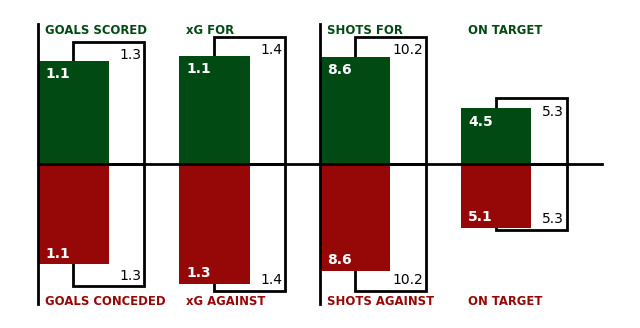 GOALS SCORED xG FOR SHOTS FOR ON TARGET
1.3 1.4 10.2
1.1 1.1 8.6
4.5 5.3
1.1 1.3 8.6 5.1 5.3
1.3 1.4 10.2
GOALS CONCEDED xG AGAINST SHOTS AGAINST ON TARGET